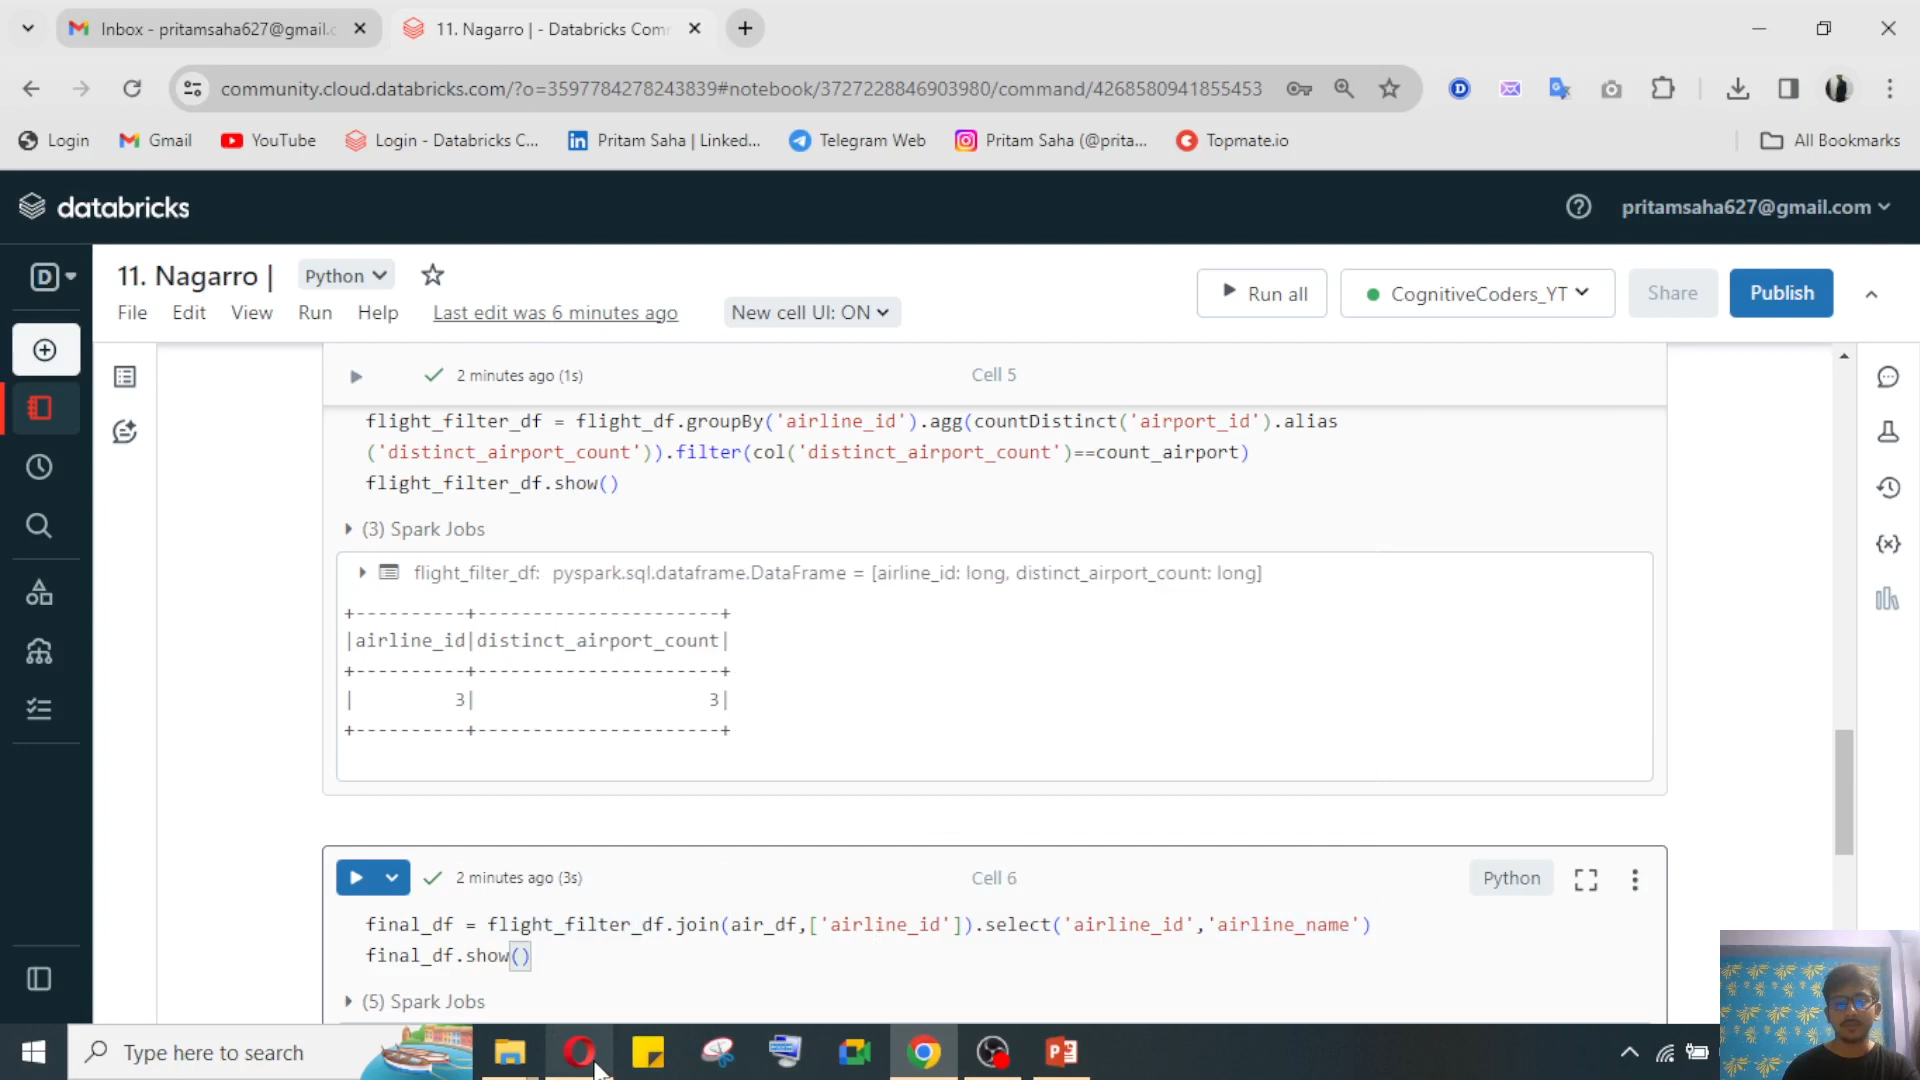 Inbox - pritamsaha627@gmail.c
11. Nagarro | - Databricks Com
community.cloud.databricks.com/?o=3597784278243839#notebook/3727228846903980/command/4268580941855453
Login
Gmail
YouTube
Login - Databricks C...
Pritam Saha | Linked...
Telegram Web
Pritam Saha (@prita...
Topmate.io
All Bookmarks
databricks
pritamsaha627@gmail.com
11. Nagarro |
Python
File Edit View Run Help
Last edit was 6 minutes ago
New cell UI: ON
Run all
CognitiveCoders_YT
Share
Publish
2 minutes ago (1s)
Cell 5
flight_filter_df = flight_df.groupBy('airline_id').agg(countDistinct('airport_id').alias
('distinct_airport_count')).filter(col('distinct_airport_count')==count_airport)
flight_filter_df.show()
(3) Spark Jobs
flight_filter_df: pyspark.sql.dataframe.DataFrame = [airline_id: long, distinct_airport_count: long]
+----------+----------------------+
|airline_id|distinct_airport_count|
+----------+----------------------+
|         3|                     3|
+----------+----------------------+
2 minutes ago (3s)
Cell 6
Python
final_df = flight_filter_df.join(air_df,['airline_id']).select('airline_id','airline_name')
final_df.show()
(5) Spark Jobs
Type here to search